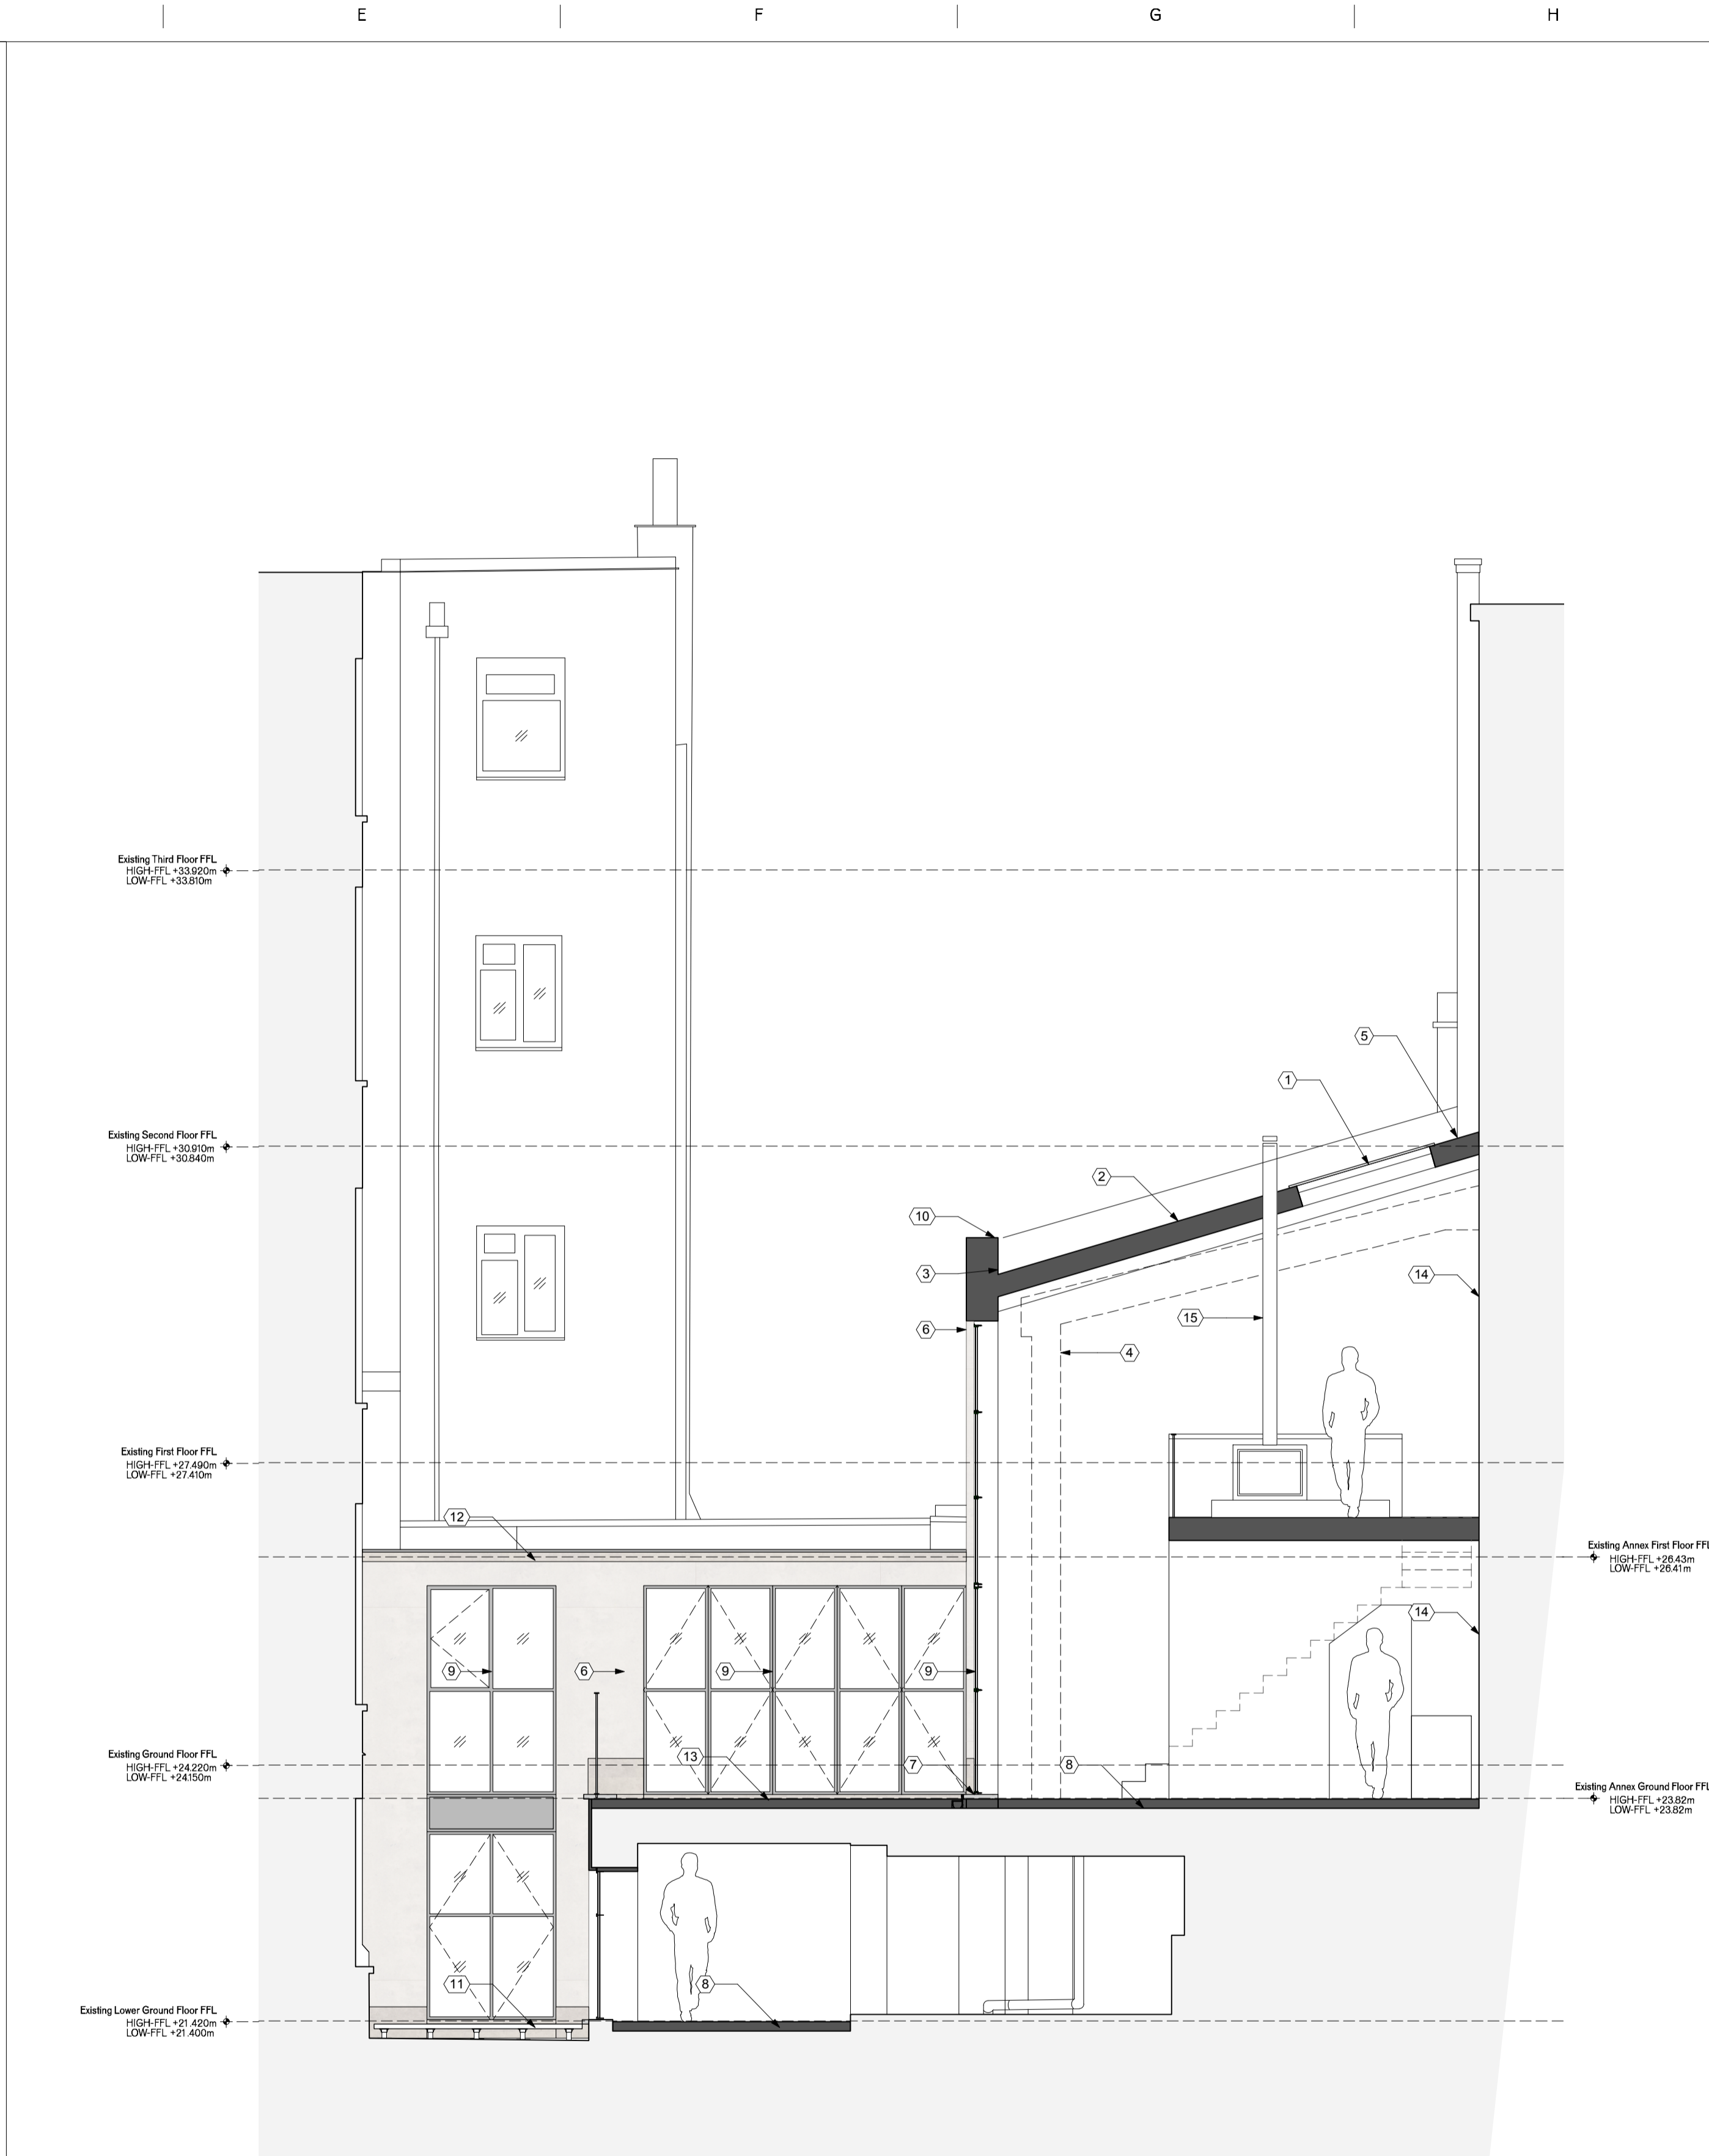 E
F
G
H
Existing Third Floor FFL
HIGH-FFL +33.920m
LOW-FFL +33.810m
5
1
Existing Second Floor FFL
HIGH-FFL +30.910m
LOW-FFL +30.840m
2
10
3
14
15
6
4
Existing First Floor FFL
HIGH-FFL +27.490m
LOW-FFL +27.410m
12
Existing Annex First Floor FFL
HIGH-FFL +26.43m
LOW-FFL +26.41m
14
9
6
9
9
Existing Ground Floor FFL
HIGH-FFL +24.220m
LOW-FFL +24.150m
13
7
8
Existing Annex Ground Floor FFL
HIGH-FFL +23.82m
LOW-FFL +23.82m
11
8
Existing Lower Ground Floor FFL
HIGH-FFL +21.420m
LOW-FFL +21.400m